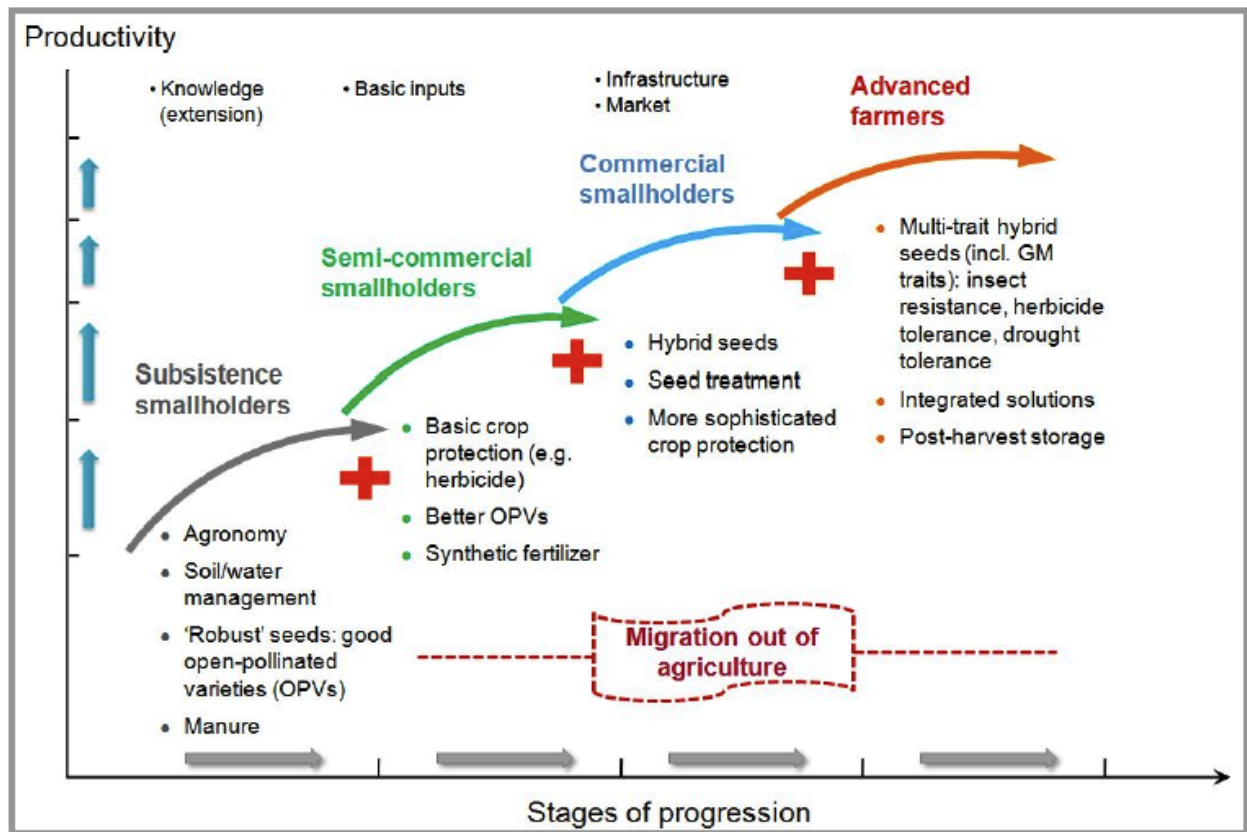 Productivity
• Knowledge
(extension)
• Basic inputs
• Infrastructure
• Market
Advanced
farmers
Commercial
smallholders
Semi-commercial
smallholders
Subsistence
smallholders
• Agronomy
• Soil/water
management
• ‘Robust’ seeds: good
open-pollinated
varieties (OPVs)
• Manure
• Basic crop
protection (e.g.
herbicide)
• Better OPVs
• Synthetic fertilizer
• Hybrid seeds
• Seed treatment
• More sophisticated
crop protection
• Multi-trait hybrid
seeds (incl. GM
traits): insect
resistance, herbicide
tolerance, drought
tolerance
• Integrated solutions
• Post-harvest storage
Migration out of
agriculture
Stages of progression